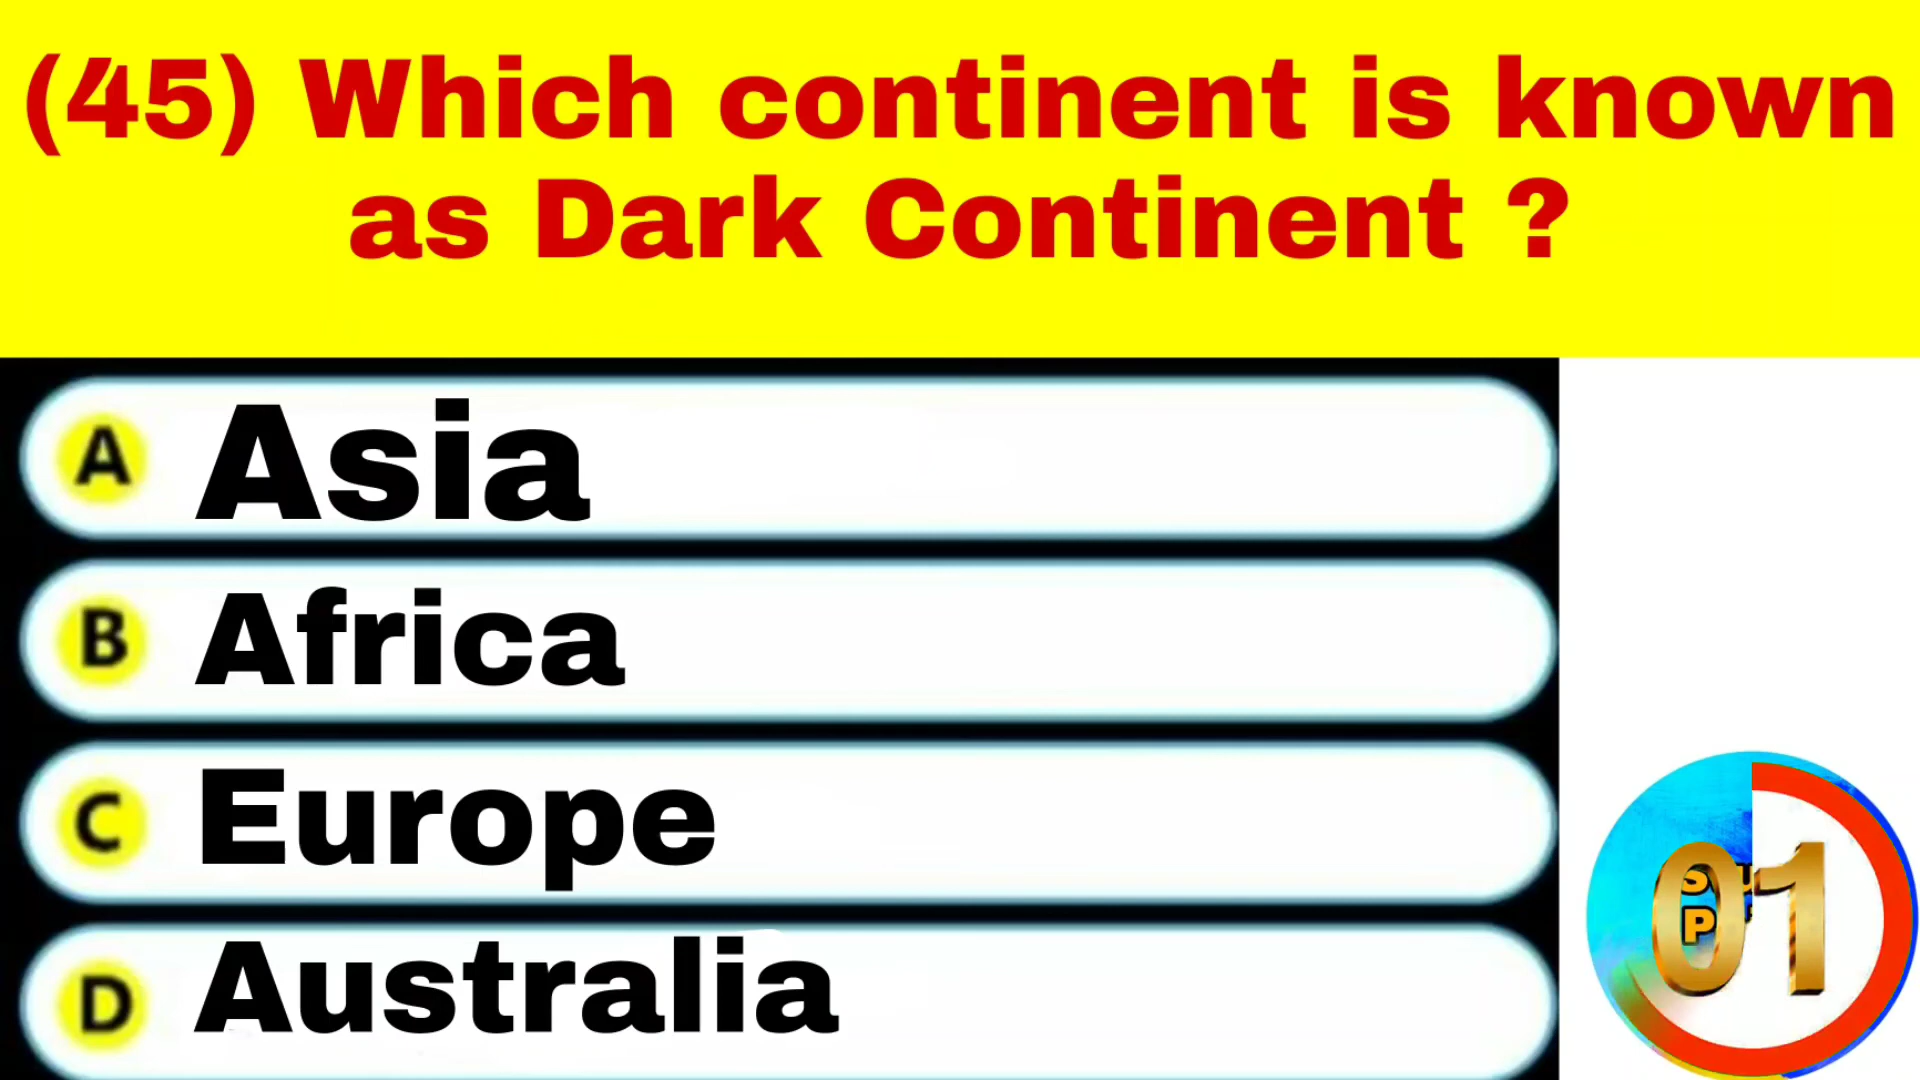 (45) Which continent is known
as Dark Continent ?
A Asia
B Africa
C Europe
D Australia
01